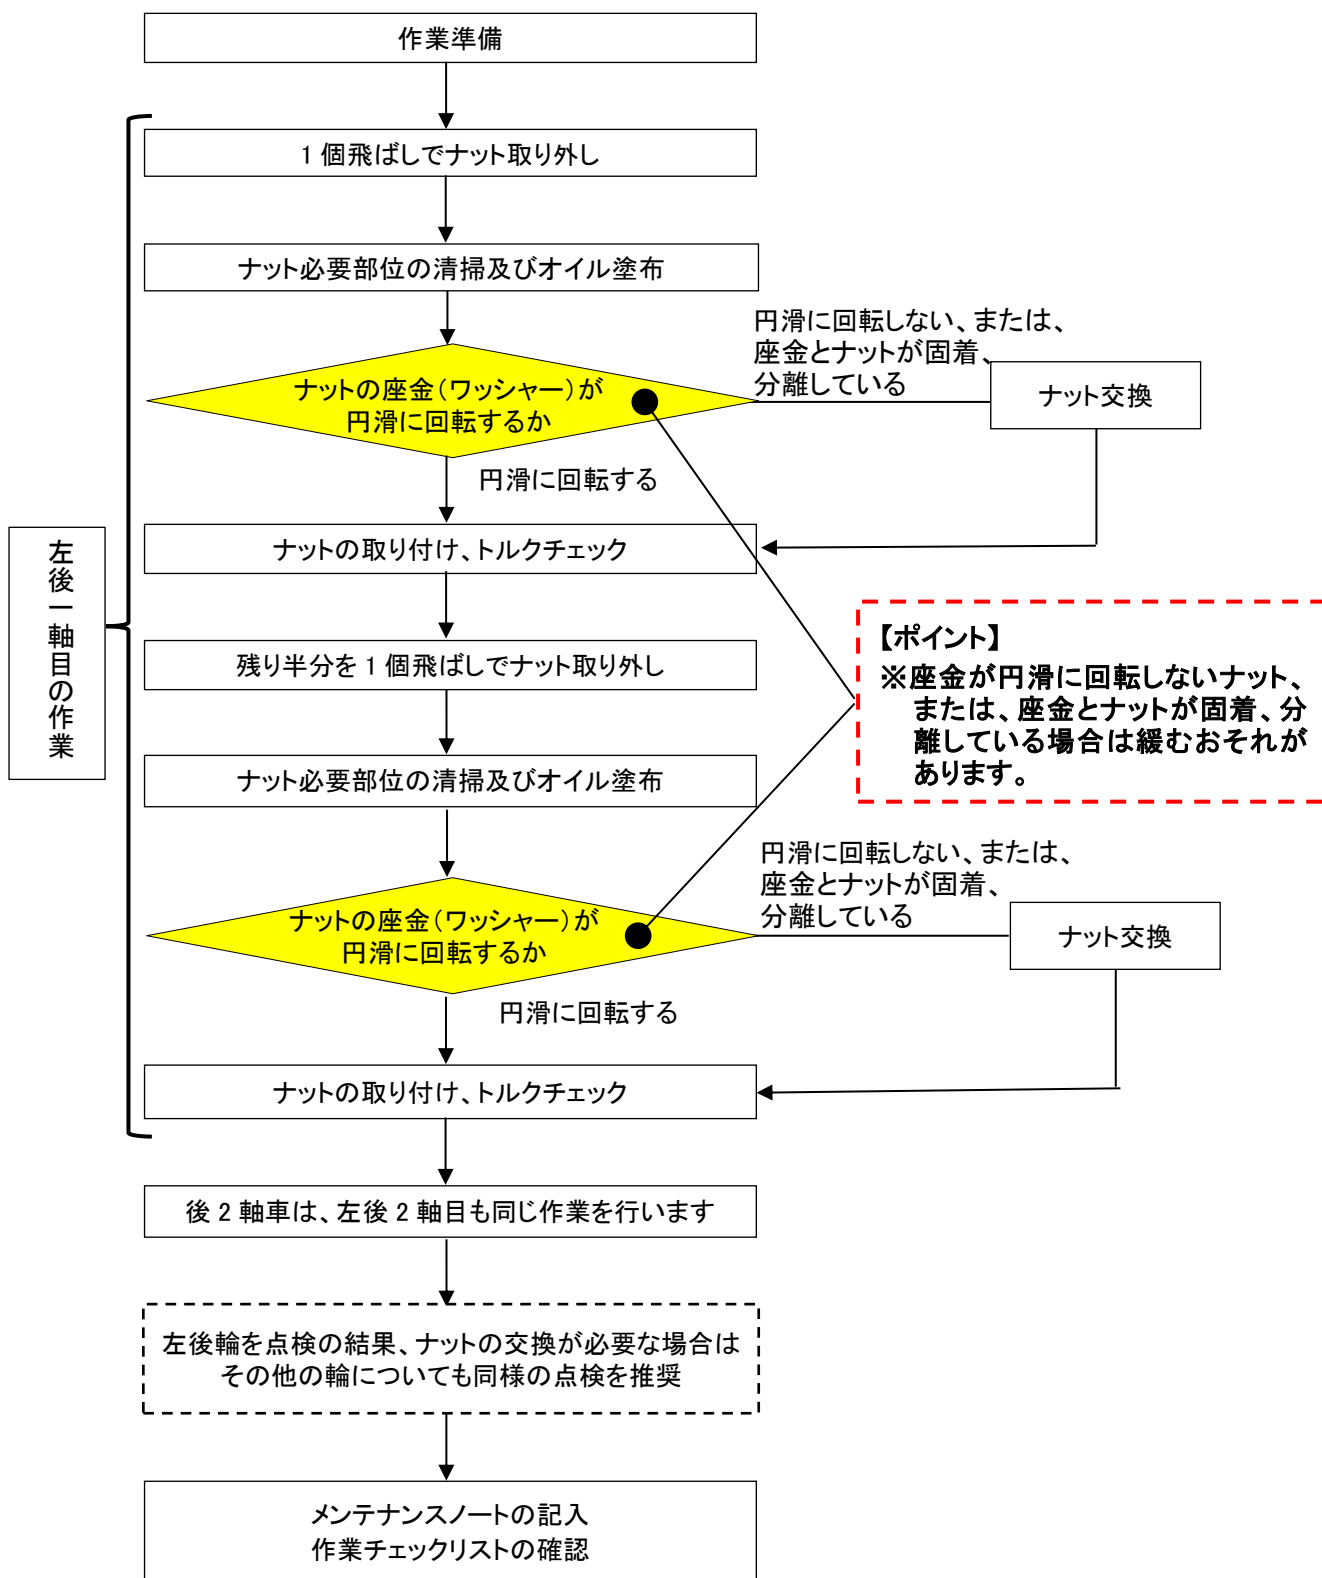 作業準備
1 個飛ばしでナット取り外し
ナット必要部位の清掃及びオイル塗布
円滑に回転しない、または、
座金とナットが固着、
分離している
ナットの座金(ワッシャー)が
円滑に回転するか
ナット交換
円滑に回転する
ナットの取り付け、トルクチェック
左後一軸目の作業
残り半分を 1 個飛ばしでナット取り外し
【ポイント】
※座金が円滑に回転しないナット、
または、座金とナットが固着、分
離している場合は緩むおそれが
あります。
ナット必要部位の清掃及びオイル塗布
円滑に回転しない、または、
座金とナットが固着、
分離している
ナットの座金(ワッシャー)が
円滑に回転するか
ナット交換
円滑に回転する
ナットの取り付け、トルクチェック
後 2 軸車は、左後 2 軸目も同じ作業を行います
左後輪を点検の結果、ナットの交換が必要な場合は
その他の輪についても同様の点検を推奨
メンテナンスノートの記入
作業チェックリストの確認